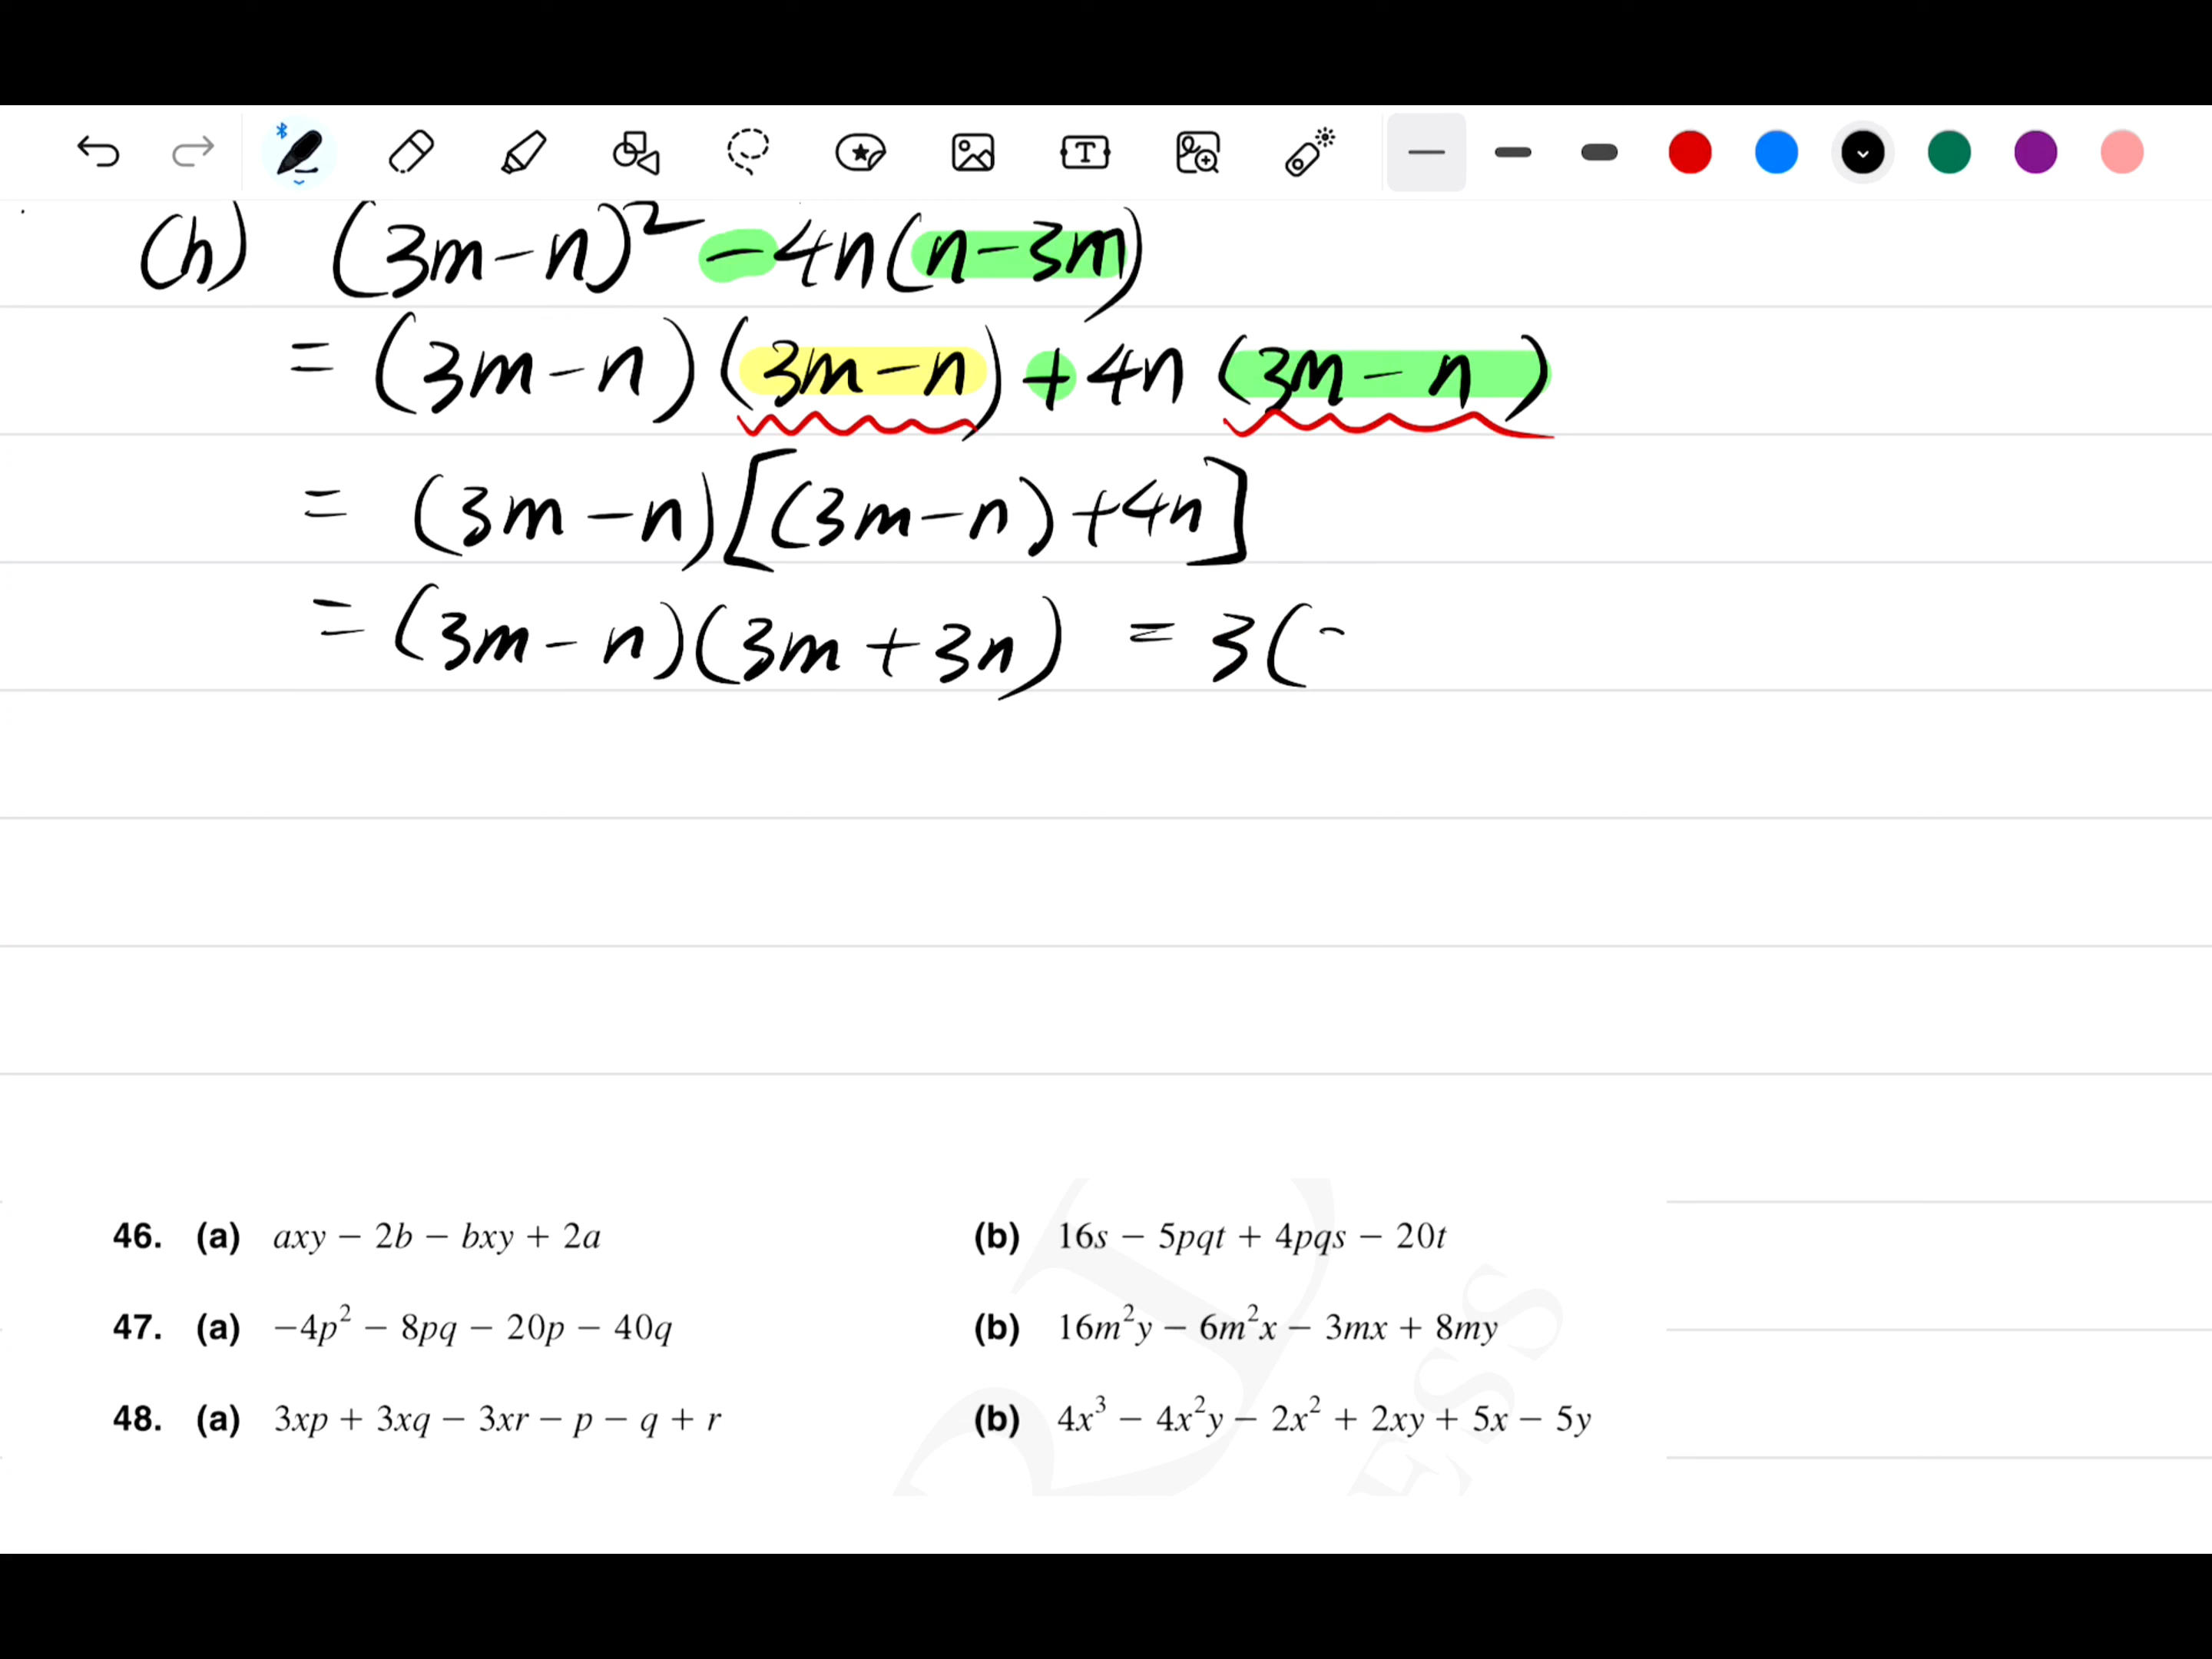 (h) (3m-n)² -4n(n-3m)
= (3m-n)(3m-n)+4n(3m-n)
= (3m-n)[(3m-n)+4n]
= (3m-n)(3m+3n) = 3(
46. (a) axy − 2b − bxy + 2a (b) 16s − 5pqt + 4pqs − 20t
47. (a) −4p² − 8pq − 20p − 40q (b) 16m²y − 6m²x − 3mx + 8my
48. (a) 3xp + 3xq − 3xr − p − q + r (b) 4x³ − 4x²y − 2x² + 2xy + 5x − 5y